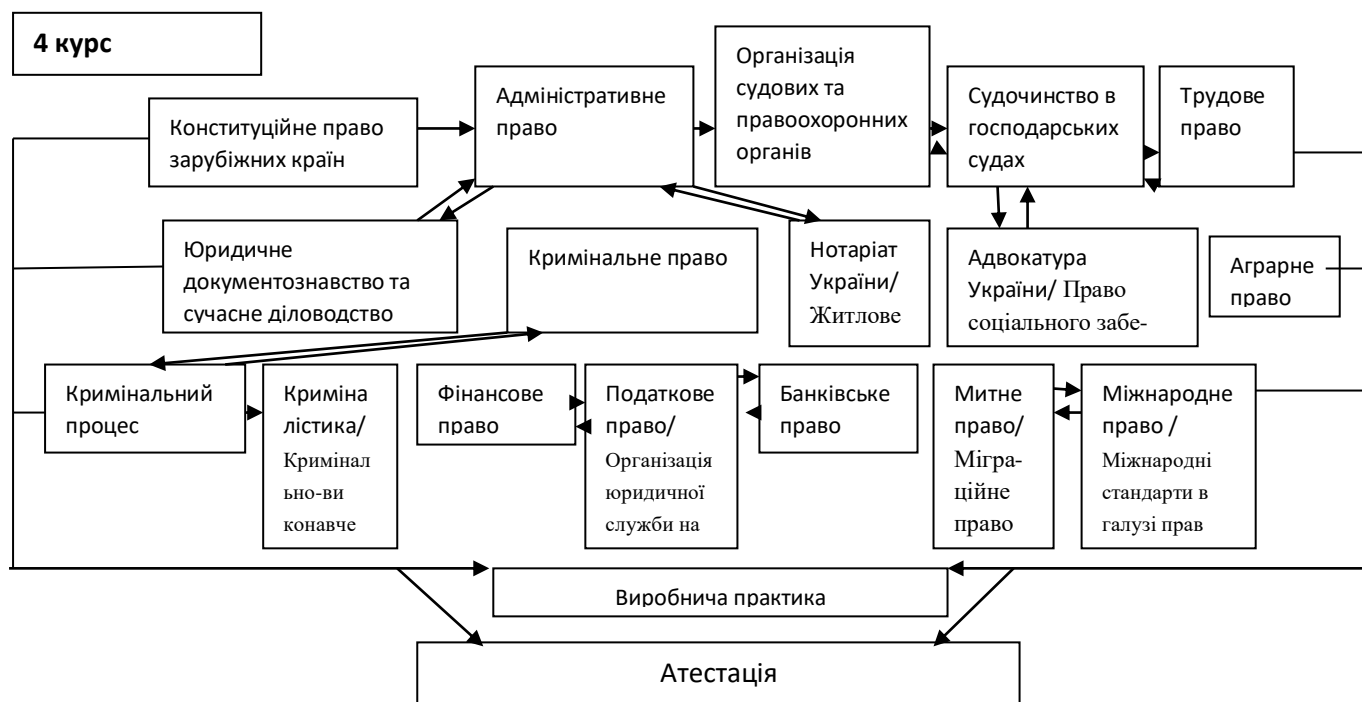 4 курс
Конституційне право
зарубіжних країн
Адміністративне
право
Організація
судових та
правоохоронних
органів
Судочинство в
господарських
судах
Трудове
право
Юридичне
документознавство та
сучасне діловодство
Кримінальне право
Нотаріат
України/
Житлове
Адвокатура
України/ Право
соціального забе-
Аграрне
право
Кримінальний
процес
Криміна
лістика/
Кримінал
ьно-ви
конавче
Фінансове
право
Податкове
право/
Організація
юридичної
служби на
Банківське
право
Митне
право/
Мігра-
ційне
право
Міжнародне
право /
Міжнародні
стандарти в
галузі прав
Виробнича практика
Атестація